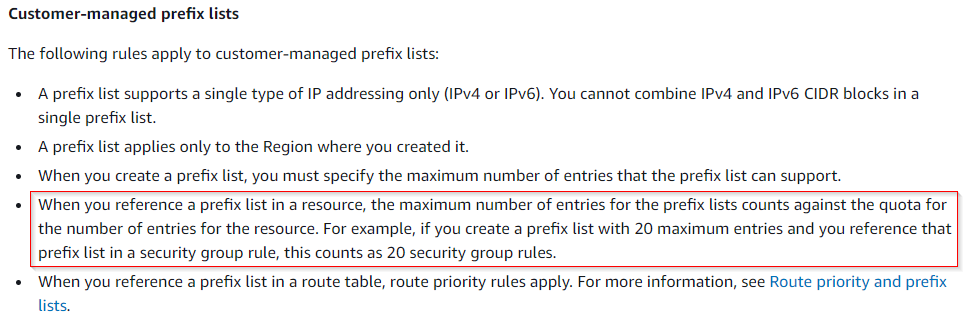 Customer-managed prefix lists
The following rules apply to customer-managed prefix lists:
• A prefix list supports a single type of IP addressing only (IPv4 or IPv6). You cannot combine IPv4 and IPv6 CIDR blocks in a
single prefix list.
• A prefix list applies only to the Region where you created it.
• When you create a prefix list, you must specify the maximum number of entries that the prefix list can support.
• When you reference a prefix list in a resource, the maximum number of entries for the prefix lists counts against the quota for
the number of entries for the resource. For example, if you create a prefix list with 20 maximum entries and you reference that
prefix list in a security group rule, this counts as 20 security group rules.
• When you reference a prefix list in a route table, route priority rules apply. For more information, see Route priority and prefix
lists.